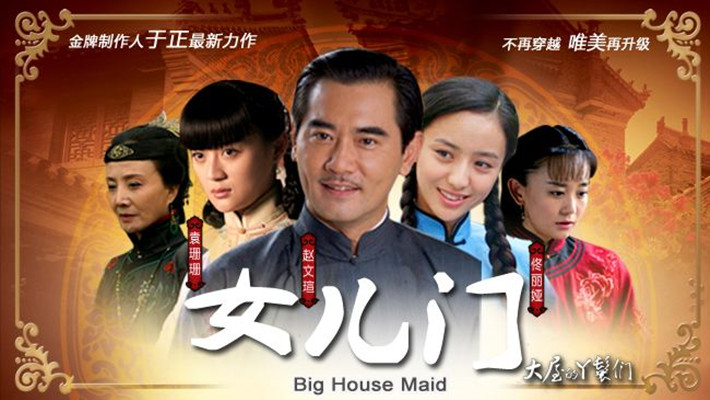 金牌制作人于正最新力作
不再穿越 唯美再升级
袁珊珊
赵文瑄
佟丽娅
女儿门
大屋的丫鬟们
Big House Maid